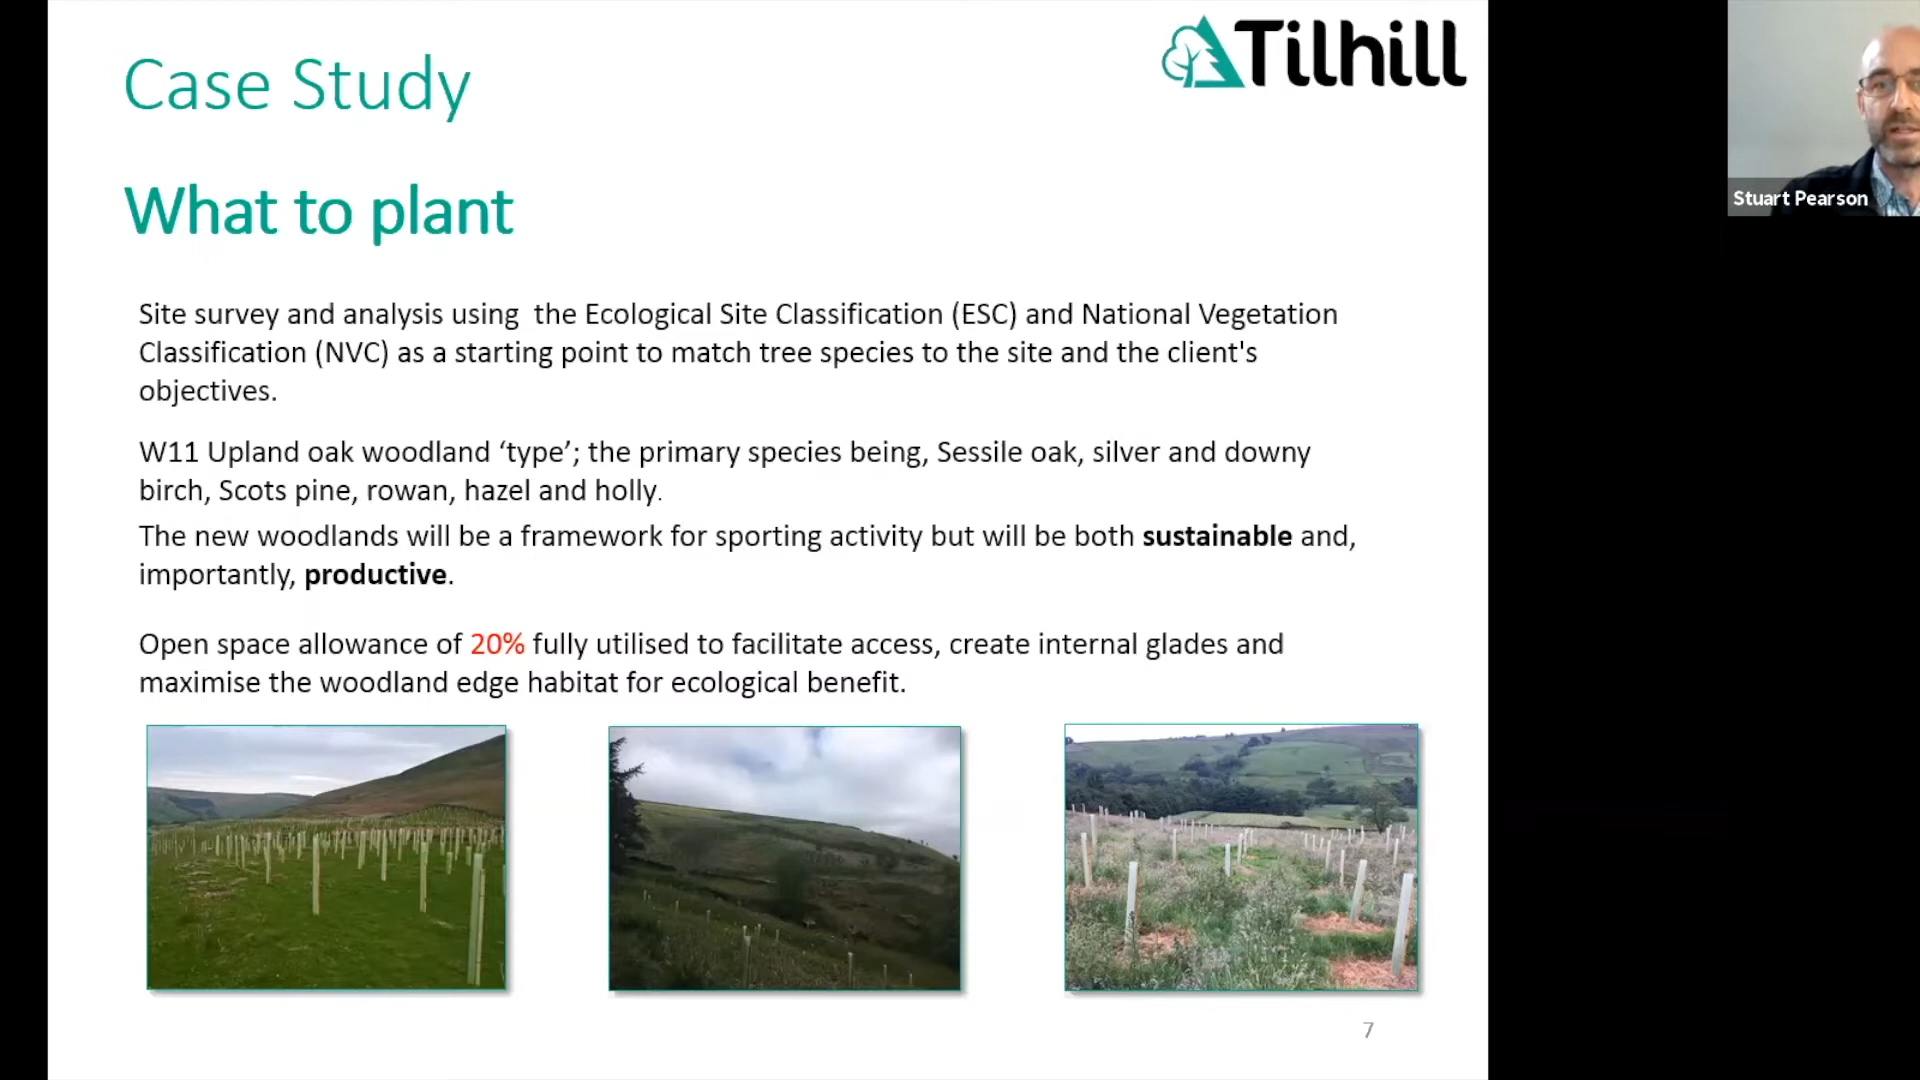 Tilhill
Case Study
What to plant
Site survey and analysis using  the Ecological Site Classification (ESC) and National Vegetation
Classification (NVC) as a starting point to match tree species to the site and the client's
objectives.
W11 Upland oak woodland ‘type’; the primary species being, Sessile oak, silver and downy
birch, Scots pine, rowan, hazel and holly.
The new woodlands will be a framework for sporting activity but will be both sustainable and,
importantly, productive.
Open space allowance of 20% fully utilised to facilitate access, create internal glades and
maximise the woodland edge habitat for ecological benefit.
7
Stuart Pearson